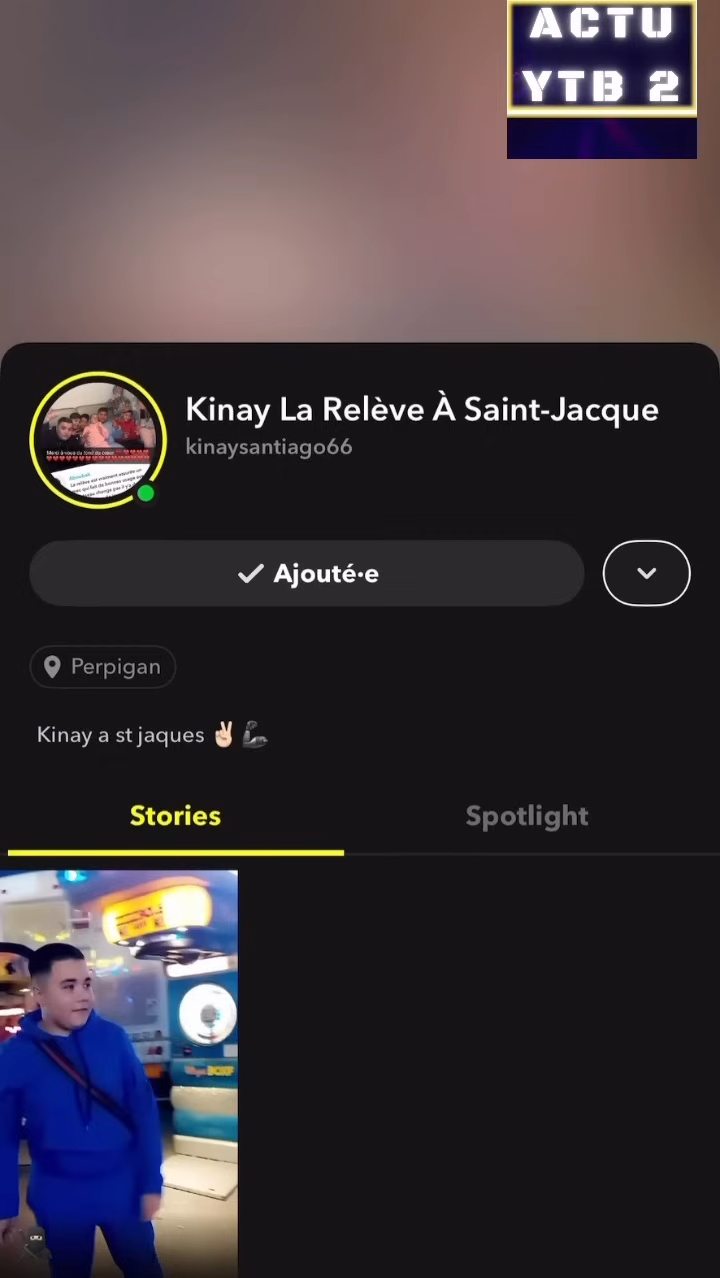 ACTU
YTB 2
Kinay La Relève À Saint-Jacque
kinaysantiago66
Ajouté·e
Perpigan
Kinay a st jaques ✌🏻🦾
Stories
Spotlight